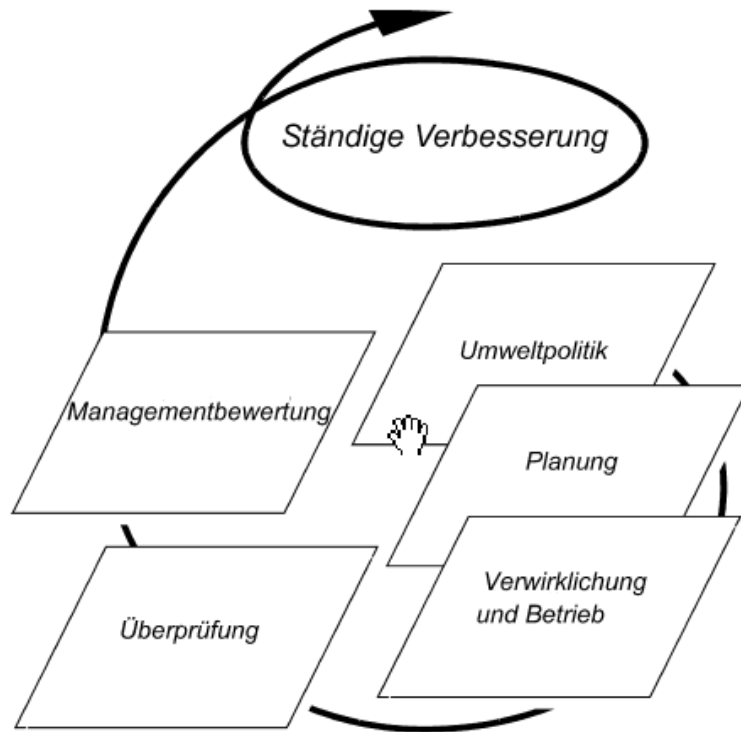 Ständige Verbesserung
Umweltpolitik
Managementbewertung
Planung
Verwirklichung
und Betrieb
Überprüfung